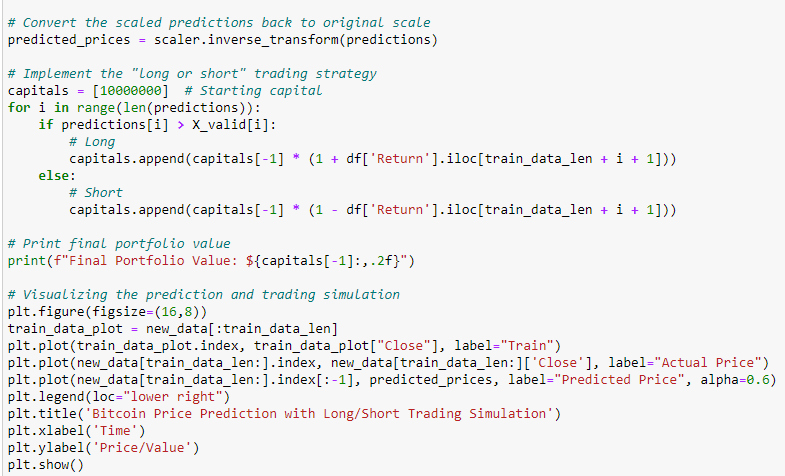 # Convert the scaled predictions back to original scale
predicted_prices = scaler.inverse_transform(predictions)
# Implement the "long or short" trading strategy
capitals = [10000000]  # Starting capital
for i in range(len(predictions)):
    if predictions[i] > X_valid[i]:
        # Long
        capitals.append(capitals[-1] * (1 + df['Return'].iloc[train_data_len + i + 1]))
    else:
        # Short
        capitals.append(capitals[-1] * (1 - df['Return'].iloc[train_data_len + i + 1]))
# Print final portfolio value
print(f"Final Portfolio Value: ${capitals[-1]:,.2f}")
# Visualizing the prediction and trading simulation
plt.figure(figsize=(16,8))
train_data_plot = new_data[:train_data_len]
plt.plot(train_data_plot.index, train_data_plot["Close"], label="Train")
plt.plot(new_data[train_data_len:].index, new_data[train_data_len:]['Close'], label="Actual Price")
plt.plot(new_data[train_data_len:].index[:-1], predicted_prices, label="Predicted Price", alpha=0.6)
plt.legend(loc="lower right")
plt.title('Bitcoin Price Prediction with Long/Short Trading Simulation')
plt.xlabel('Time')
plt.ylabel('Price/Value')
plt.show()